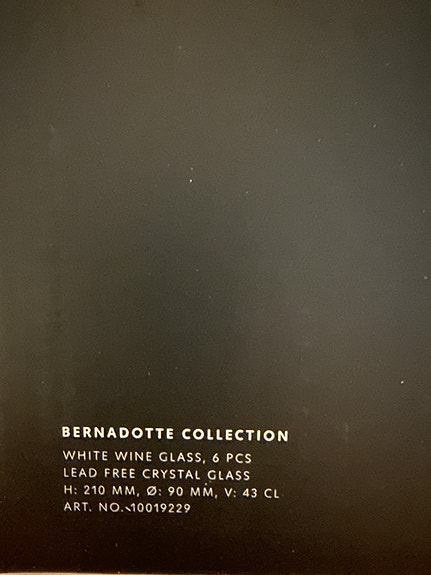 BERNADOTTE COLLECTION
WHITE WINE GLASS, 6 PCS
LEAD FREE CRYSTAL GLASS
H: 210 MM, Ø: 90 MM, V: 43 CL
ART. NO. 10019229